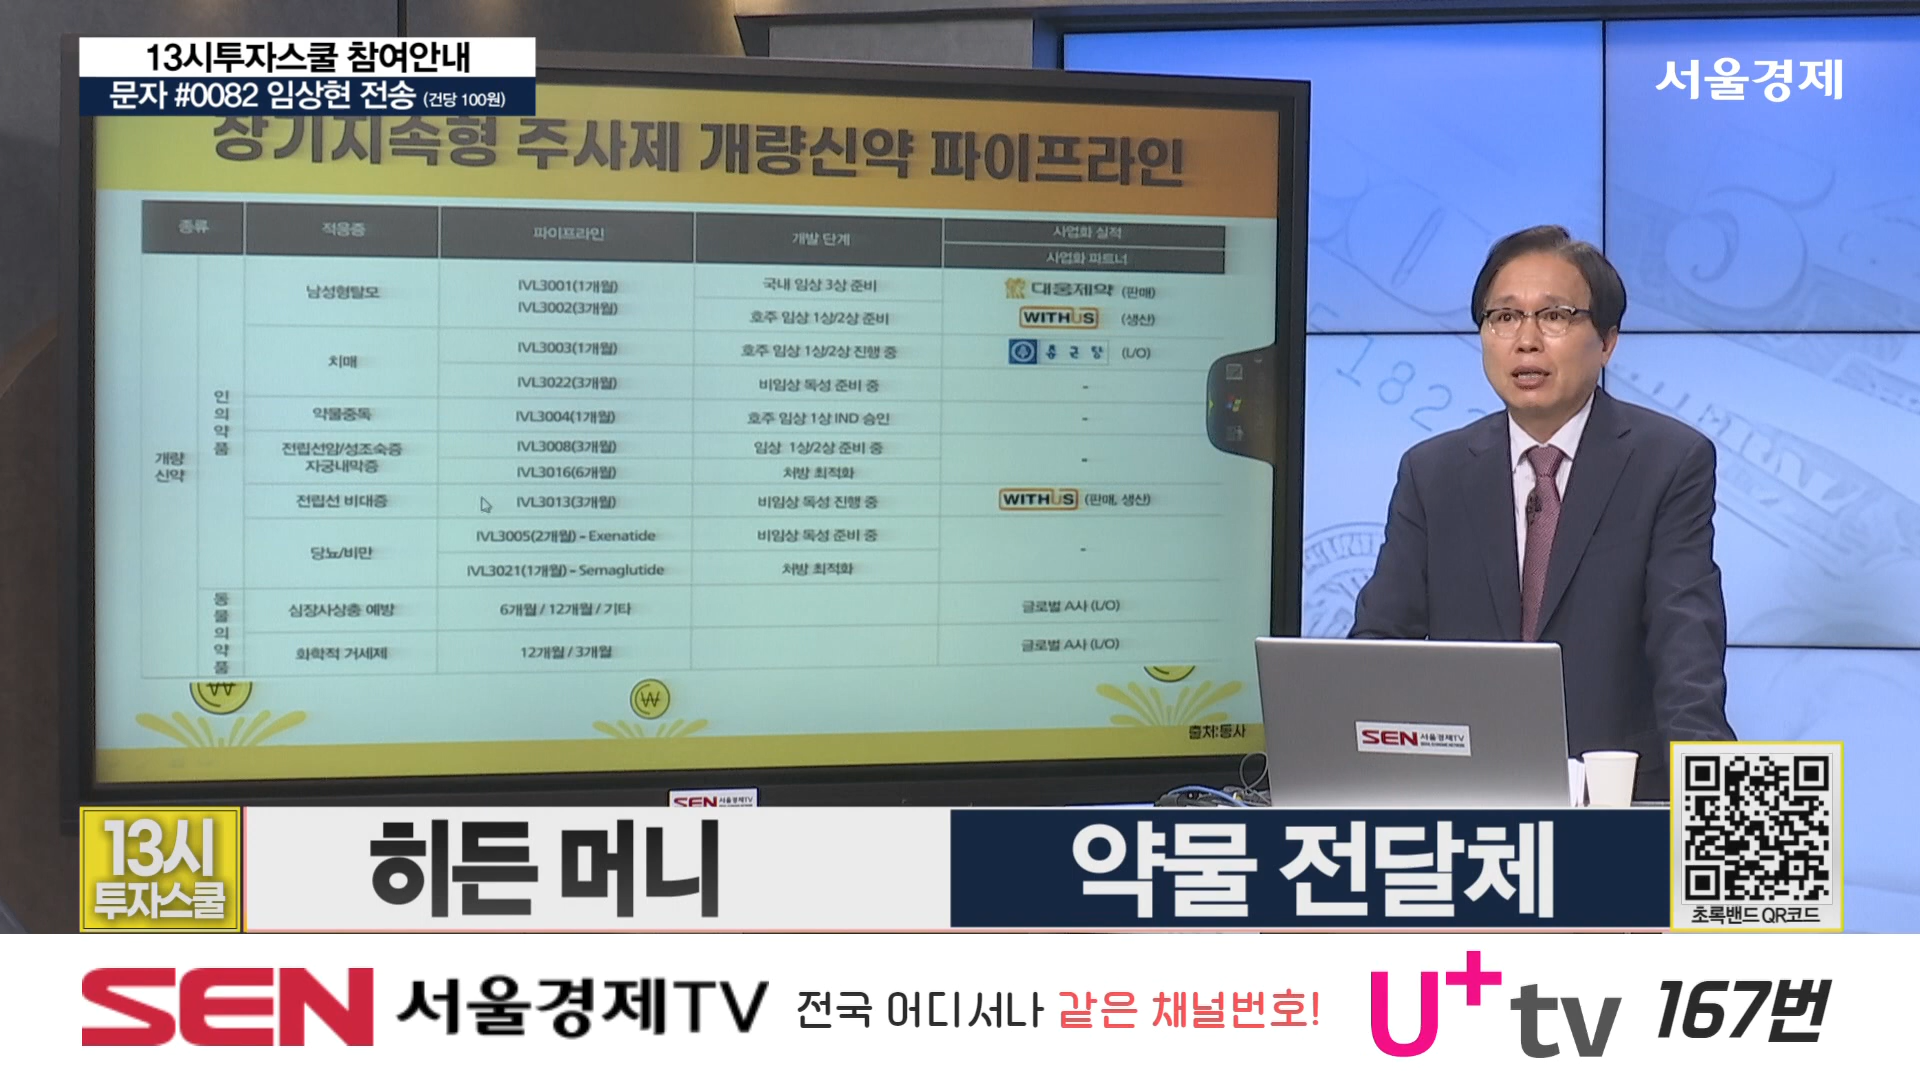 13시투자스쿨 참여안내
문자 #0082 임상현 전송 (건당 100원)
서울경제
장기지속형 주사제 개량신약 파이프라인
종류 적응증 파이프라인 개발 단계 사업화 실적
사업화 파트너
개량신약
인의약품
남성형탈모 IVL3001(1개월) 국내 임상 3상 준비 대웅제약 (판매)
IVL3002(3개월) 호주 임상 1상/2상 준비 WITHUS (생산)
치매 IVL3003(1개월) 호주 임상 1상/2상 진행 중 종근당 (L/O)
IVL3022(3개월) 비임상 독성 준비 중 -
약물중독 IVL3004(1개월) 호주 임상 1상 IND 승인 -
전립선암/성조숙증 IVL3008(3개월) 임상 1상/2상 준비 중 -
자궁내막증 IVL3016(6개월) 처방 최적화
전립선 비대증 IVL3013(3개월) 비임상 독성 진행 중 WITHUS (판매, 생산)
당뇨/비만 IVL3005(2개월) - Exenatide 비임상 독성 준비 중 -
IVL3021(1개월) - Semaglutide 처방 최적화
동물의약품
심장사상충 예방 6개월 / 12개월 / 기타 글로벌 A사 (L/O)
화학적 거세제 12개월 / 3개월 글로벌 A사 (L/O)
출처:동사
SEN 서울경제TV
SEN 서울경제TV
13시
투자스쿨
히든 머니
약물 전달체
초록밴드 QR코드
SEN 서울경제TV 전국 어디서나 같은 채널번호! U+tv 167번